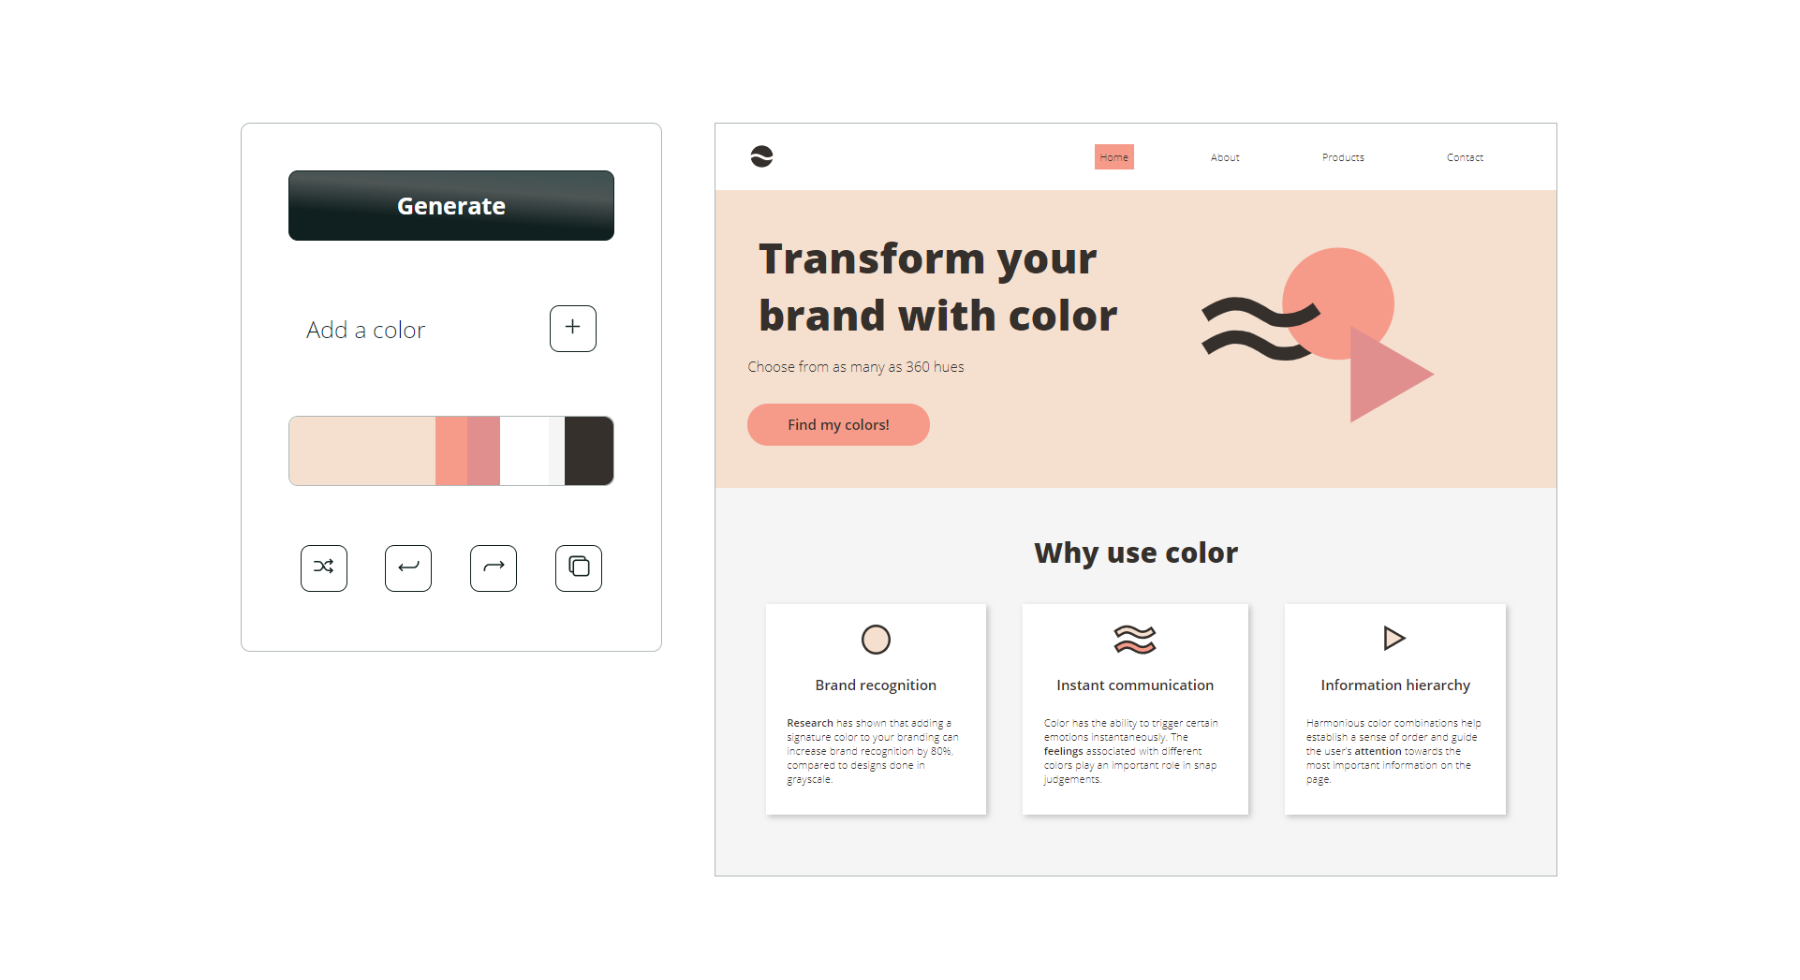 Generate
Add a color
Home
About
Products
Contact
Transform your
brand with color
Choose from as many as 360 hues
Find my colors!
Why use color
Brand recognition
Research has shown that adding a
signature color to your branding can
increase brand recognition by 80%,
compared to designs done in
grayscale.
Instant communication
Color has the ability to trigger certain
emotions instantaneously. The
feelings associated with different
colors play an important role in snap
judgements.
Information hierarchy
Harmonious color combinations help
establish a sense of order and guide
the user's attention towards the
most important information on the
page.